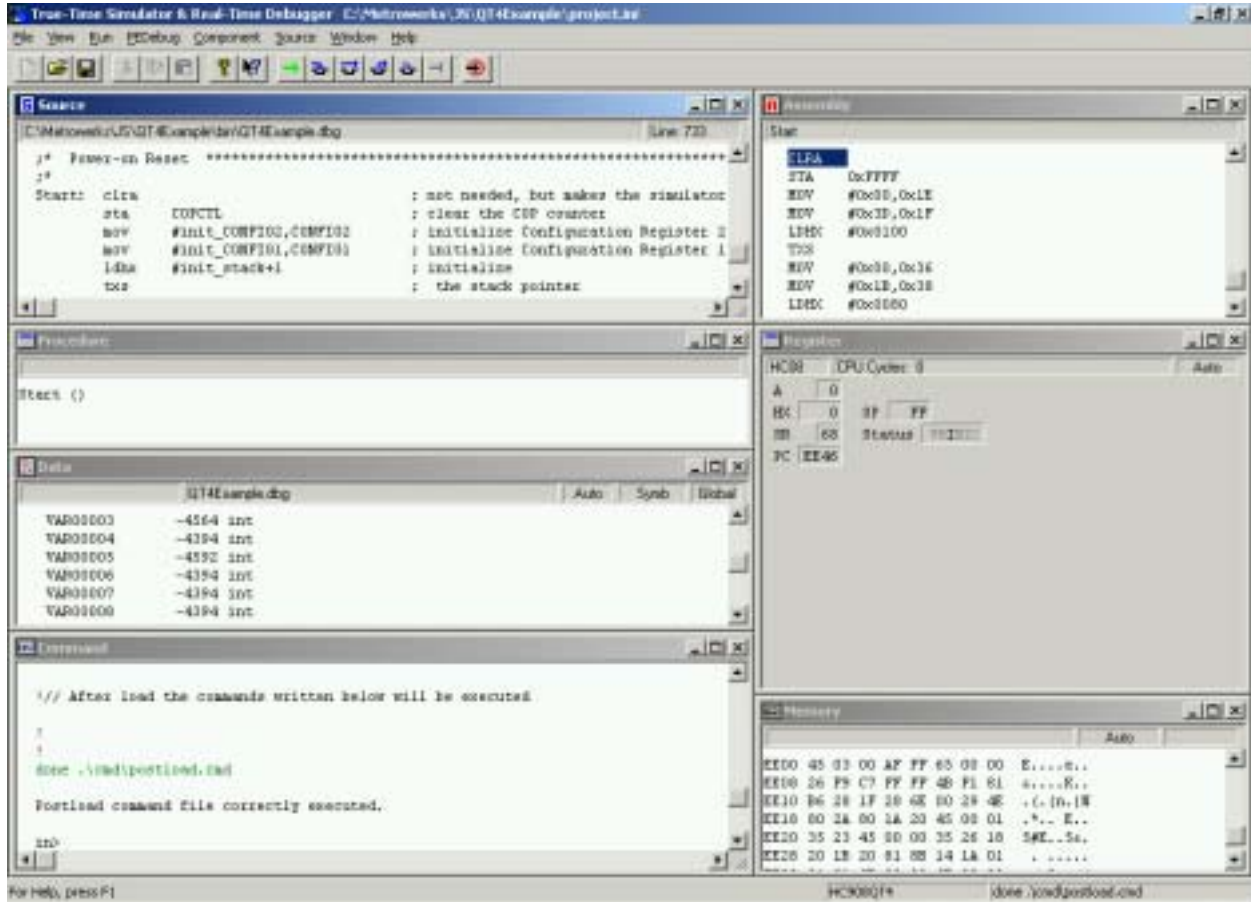 True-Time Simulator & Real-Time Debugger C:\Metrowerks\JS\QT4Example\project.ini
File View Run PEDebug Component Source Window Help
Source
C:\Metrowerks\JS\QT4Example\bin\QT4Example.dbg Line: 733
;* Power-on Reset
;*
Start: clra ; not needed, but makes the simulator
sta COPCTL ; clear the COP counter
mov #init_CONFIG2,CONFIG2 ; initialize Configuration Register 2
mov #init_CONFIG1,CONFIG1 ; initialize Configuration Register 1
ldhx #init_stack+1 ; initialize
txs ; the stack pointer
Assembly
Start
CLRA
STA 0xFFFF
MOV #0x00,0x1E
MOV #0x3D,0x1F
LDHX #0x0100
TXS
MOV #0x00,0x36
MOV #0x1B,0x38
LDHX #0x0080
Procedure
Start ()
Register
HC08 CPU Cycles: 0 Auto
A 0
HX 0 SP FF
SR 68 Status
PC EE46
Data
QT4Example.dbg Auto Symb Global
VAR00003 -4564 int
VAR00004 -4394 int
VAR00005 -4592 int
VAR00006 -4394 int
VAR00007 -4394 int
VAR00008 -4394 int
Command
!// After load the commands written below will be executed
!
!
done .\cmd\postload.cmd
Postload command file correctly executed.
in>
Memory
Auto
EE00 45 03 00 AF FF 65 00 00 E.....e..
EE08 26 F9 C7 FF FF 4B F1 81
EE10 B6 28 1F 28 6E 00 29 4E
EE18 00 2A 00 1A 20 45 00 01
EE20 35 23 45 00 00 35 26 18
EE28 20 1B 20 81 8B 14 1A 01
For Help, press F1 HC908QT4 done .\cmd\postload.cmd